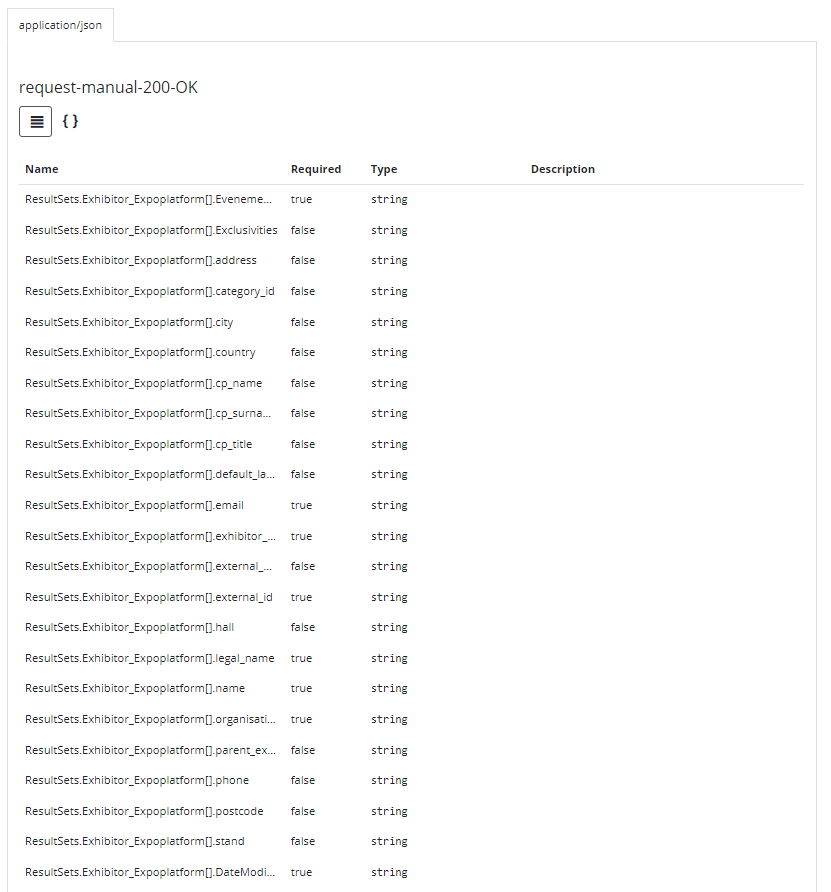 application/json
request-manual-200-OK
{ }
Name Required Type Description
ResultSets.Exhibitor_Expoplatform[].Eveneme... true string
ResultSets.Exhibitor_Expoplatform[].Exclusivities false string
ResultSets.Exhibitor_Expoplatform[].address false string
ResultSets.Exhibitor_Expoplatform[].category_id false string
ResultSets.Exhibitor_Expoplatform[].city false string
ResultSets.Exhibitor_Expoplatform[].country false string
ResultSets.Exhibitor_Expoplatform[].cp_name false string
ResultSets.Exhibitor_Expoplatform[].cp_surna... false string
ResultSets.Exhibitor_Expoplatform[].cp_title false string
ResultSets.Exhibitor_Expoplatform[].default_la... false string
ResultSets.Exhibitor_Expoplatform[].email true string
ResultSets.Exhibitor_Expoplatform[].exhibitor_... true string
ResultSets.Exhibitor_Expoplatform[].external_... false string
ResultSets.Exhibitor_Expoplatform[].external_id true string
ResultSets.Exhibitor_Expoplatform[].hall false string
ResultSets.Exhibitor_Expoplatform[].legal_name true string
ResultSets.Exhibitor_Expoplatform[].name true string
ResultSets.Exhibitor_Expoplatform[].organisati... true string
ResultSets.Exhibitor_Expoplatform[].parent_ex... false string
ResultSets.Exhibitor_Expoplatform[].phone false string
ResultSets.Exhibitor_Expoplatform[].postcode false string
ResultSets.Exhibitor_Expoplatform[].stand false string
ResultSets.Exhibitor_Expoplatform[].DateModi... true string